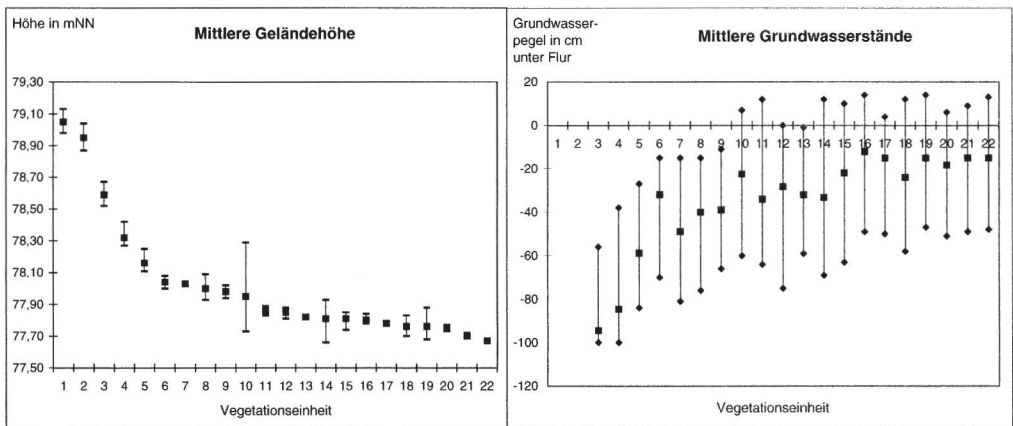 Höhe in mNN
Mittlere Geländehöhe
79,30
79,10
78,90
78,70
78,50
78,30
78,10
77,90
77,70
77,50
1 2 3 4 5 6 7 8 9 10 11 12 13 14 15 16 17 18 19 20 21 22
Vegetationseinheit
Grundwasser-
pegel in cm
unter Flur
Mittlere Grundwasserstände
20
0
1 2 3 4 5 6 7 8 9 10 11 12 13 14 15 16 17 18 19 20 21 22
-20
-40
-60
-80
-100
-120
Vegetationseinheit